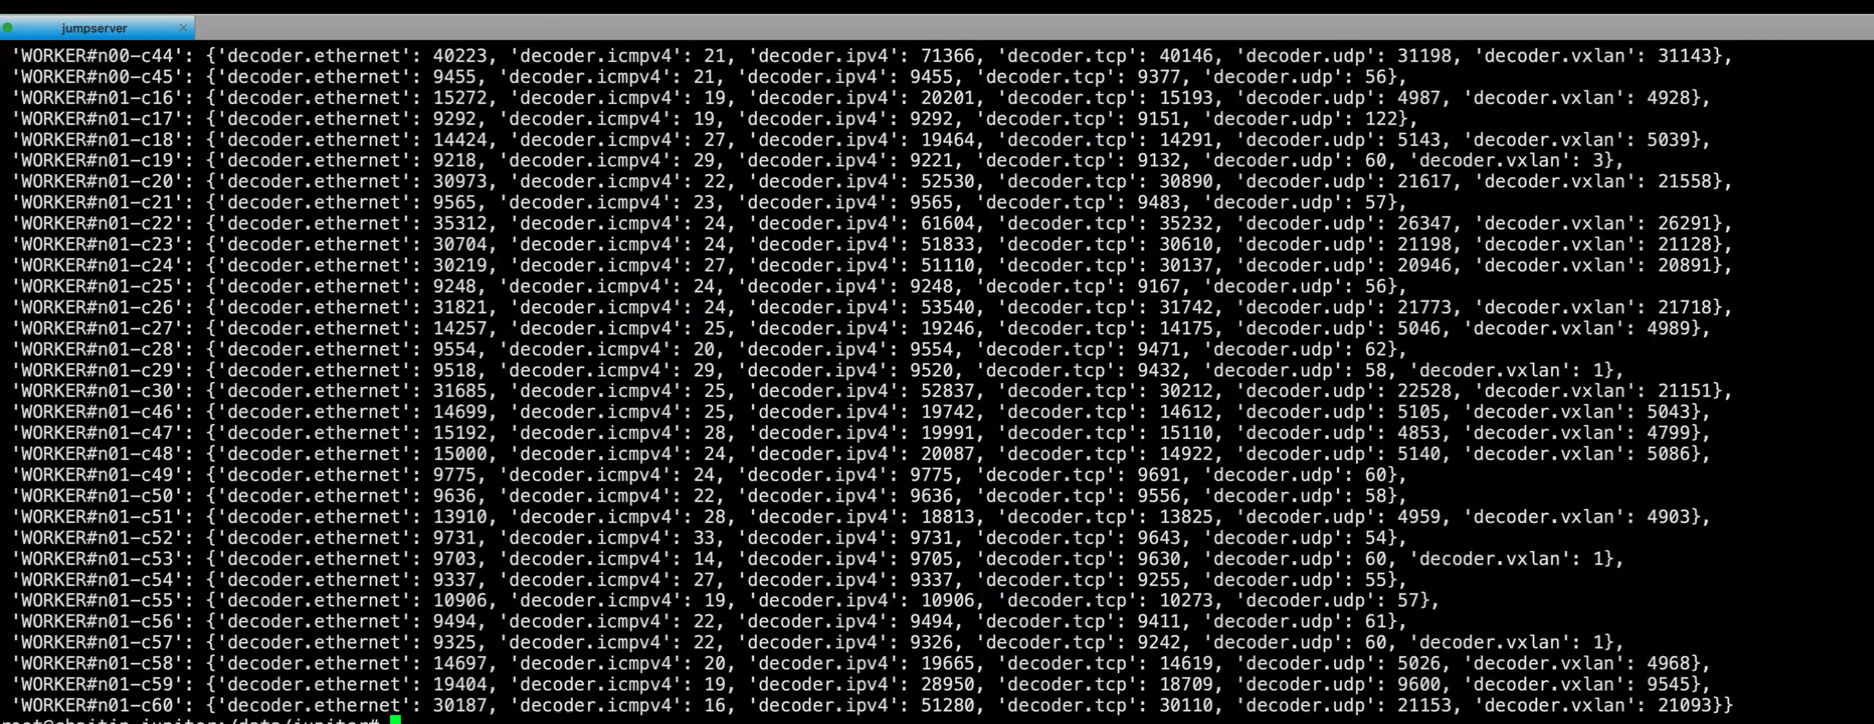 jumpserver
'WORKER#n00-c44': {'decoder.ethernet': 40223, 'decoder.icmpv4': 21, 'decoder.ipv4': 71366, 'decoder.tcp': 40146, 'decoder.udp': 31198, 'decoder.vxlan': 31143},
'WORKER#n00-c45': {'decoder.ethernet': 9455, 'decoder.icmpv4': 21, 'decoder.ipv4': 9455, 'decoder.tcp': 9377, 'decoder.udp': 56},
'WORKER#n01-c16': {'decoder.ethernet': 15272, 'decoder.icmpv4': 19, 'decoder.ipv4': 20201, 'decoder.tcp': 15193, 'decoder.udp': 4987, 'decoder.vxlan': 4928},
'WORKER#n01-c17': {'decoder.ethernet': 9292, 'decoder.icmpv4': 19, 'decoder.ipv4': 9292, 'decoder.tcp': 9151, 'decoder.udp': 122},
'WORKER#n01-c18': {'decoder.ethernet': 14424, 'decoder.icmpv4': 27, 'decoder.ipv4': 19464, 'decoder.tcp': 14291, 'decoder.udp': 5143, 'decoder.vxlan': 5039},
'WORKER#n01-c19': {'decoder.ethernet': 9218, 'decoder.icmpv4': 29, 'decoder.ipv4': 9221, 'decoder.tcp': 9132, 'decoder.udp': 60, 'decoder.vxlan': 3},
'WORKER#n01-c20': {'decoder.ethernet': 30973, 'decoder.icmpv4': 22, 'decoder.ipv4': 52530, 'decoder.tcp': 30890, 'decoder.udp': 21617, 'decoder.vxlan': 21558},
'WORKER#n01-c21': {'decoder.ethernet': 9565, 'decoder.icmpv4': 23, 'decoder.ipv4': 9565, 'decoder.tcp': 9483, 'decoder.udp': 57},
'WORKER#n01-c22': {'decoder.ethernet': 35312, 'decoder.icmpv4': 24, 'decoder.ipv4': 61604, 'decoder.tcp': 35232, 'decoder.udp': 26347, 'decoder.vxlan': 26291},
'WORKER#n01-c23': {'decoder.ethernet': 30704, 'decoder.icmpv4': 24, 'decoder.ipv4': 51833, 'decoder.tcp': 30610, 'decoder.udp': 21198, 'decoder.vxlan': 21128},
'WORKER#n01-c24': {'decoder.ethernet': 30219, 'decoder.icmpv4': 27, 'decoder.ipv4': 51110, 'decoder.tcp': 30137, 'decoder.udp': 20946, 'decoder.vxlan': 20891},
'WORKER#n01-c25': {'decoder.ethernet': 9248, 'decoder.icmpv4': 24, 'decoder.ipv4': 9248, 'decoder.tcp': 9167, 'decoder.udp': 56},
'WORKER#n01-c26': {'decoder.ethernet': 31821, 'decoder.icmpv4': 24, 'decoder.ipv4': 53540, 'decoder.tcp': 31742, 'decoder.udp': 21773, 'decoder.vxlan': 21718},
'WORKER#n01-c27': {'decoder.ethernet': 14257, 'decoder.icmpv4': 25, 'decoder.ipv4': 19246, 'decoder.tcp': 14175, 'decoder.udp': 5046, 'decoder.vxlan': 4989},
'WORKER#n01-c28': {'decoder.ethernet': 9554, 'decoder.icmpv4': 20, 'decoder.ipv4': 9554, 'decoder.tcp': 9471, 'decoder.udp': 62},
'WORKER#n01-c29': {'decoder.ethernet': 9518, 'decoder.icmpv4': 29, 'decoder.ipv4': 9520, 'decoder.tcp': 9432, 'decoder.udp': 58, 'decoder.vxlan': 1},
'WORKER#n01-c30': {'decoder.ethernet': 31685, 'decoder.icmpv4': 25, 'decoder.ipv4': 52837, 'decoder.tcp': 30212, 'decoder.udp': 22528, 'decoder.vxlan': 21151},
'WORKER#n01-c46': {'decoder.ethernet': 14699, 'decoder.icmpv4': 25, 'decoder.ipv4': 19742, 'decoder.tcp': 14612, 'decoder.udp': 5105, 'decoder.vxlan': 5043},
'WORKER#n01-c47': {'decoder.ethernet': 15192, 'decoder.icmpv4': 28, 'decoder.ipv4': 19991, 'decoder.tcp': 15110, 'decoder.udp': 4853, 'decoder.vxlan': 4799},
'WORKER#n01-c48': {'decoder.ethernet': 15000, 'decoder.icmpv4': 24, 'decoder.ipv4': 20087, 'decoder.tcp': 14922, 'decoder.udp': 5140, 'decoder.vxlan': 5086},
'WORKER#n01-c49': {'decoder.ethernet': 9775, 'decoder.icmpv4': 24, 'decoder.ipv4': 9775, 'decoder.tcp': 9691, 'decoder.udp': 60},
'WORKER#n01-c50': {'decoder.ethernet': 9636, 'decoder.icmpv4': 22, 'decoder.ipv4': 9636, 'decoder.tcp': 9556, 'decoder.udp': 58},
'WORKER#n01-c51': {'decoder.ethernet': 13910, 'decoder.icmpv4': 28, 'decoder.ipv4': 18813, 'decoder.tcp': 13825, 'decoder.udp': 4959, 'decoder.vxlan': 4903},
'WORKER#n01-c52': {'decoder.ethernet': 9731, 'decoder.icmpv4': 33, 'decoder.ipv4': 9731, 'decoder.tcp': 9643, 'decoder.udp': 54},
'WORKER#n01-c53': {'decoder.ethernet': 9703, 'decoder.icmpv4': 14, 'decoder.ipv4': 9705, 'decoder.tcp': 9630, 'decoder.udp': 60, 'decoder.vxlan': 1},
'WORKER#n01-c54': {'decoder.ethernet': 9337, 'decoder.icmpv4': 27, 'decoder.ipv4': 9337, 'decoder.tcp': 9255, 'decoder.udp': 55},
'WORKER#n01-c55': {'decoder.ethernet': 10906, 'decoder.icmpv4': 19, 'decoder.ipv4': 10906, 'decoder.tcp': 10273, 'decoder.udp': 57},
'WORKER#n01-c56': {'decoder.ethernet': 9494, 'decoder.icmpv4': 22, 'decoder.ipv4': 9494, 'decoder.tcp': 9411, 'decoder.udp': 61},
'WORKER#n01-c57': {'decoder.ethernet': 9325, 'decoder.icmpv4': 22, 'decoder.ipv4': 9326, 'decoder.tcp': 9242, 'decoder.udp': 60, 'decoder.vxlan': 1},
'WORKER#n01-c58': {'decoder.ethernet': 14697, 'decoder.icmpv4': 20, 'decoder.ipv4': 19665, 'decoder.tcp': 14619, 'decoder.udp': 5026, 'decoder.vxlan': 4968},
'WORKER#n01-c59': {'decoder.ethernet': 19404, 'decoder.icmpv4': 19, 'decoder.ipv4': 28950, 'decoder.tcp': 18709, 'decoder.udp': 9600, 'decoder.vxlan': 9545},
'WORKER#n01-c60': {'decoder.ethernet': 30187, 'decoder.icmpv4': 16, 'decoder.ipv4': 51280, 'decoder.tcp': 30110, 'decoder.udp': 21153, 'decoder.vxlan': 21093}}